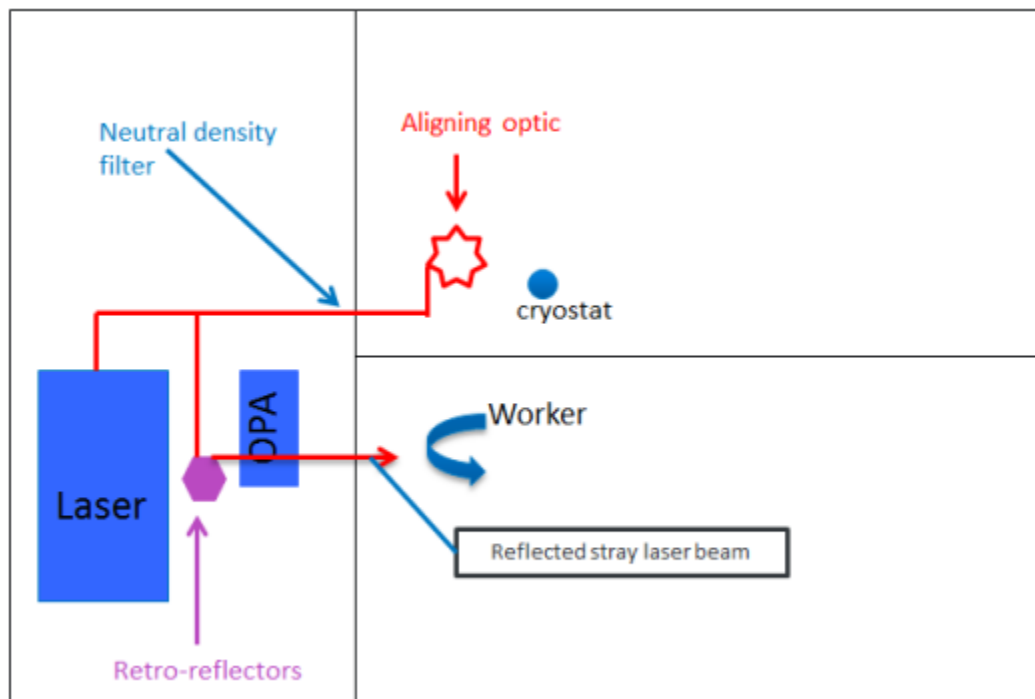 Neutral density
filter
Aligning optic
cryostat
OPA
Worker
Laser
Reflected stray laser beam
Retro-reflectors